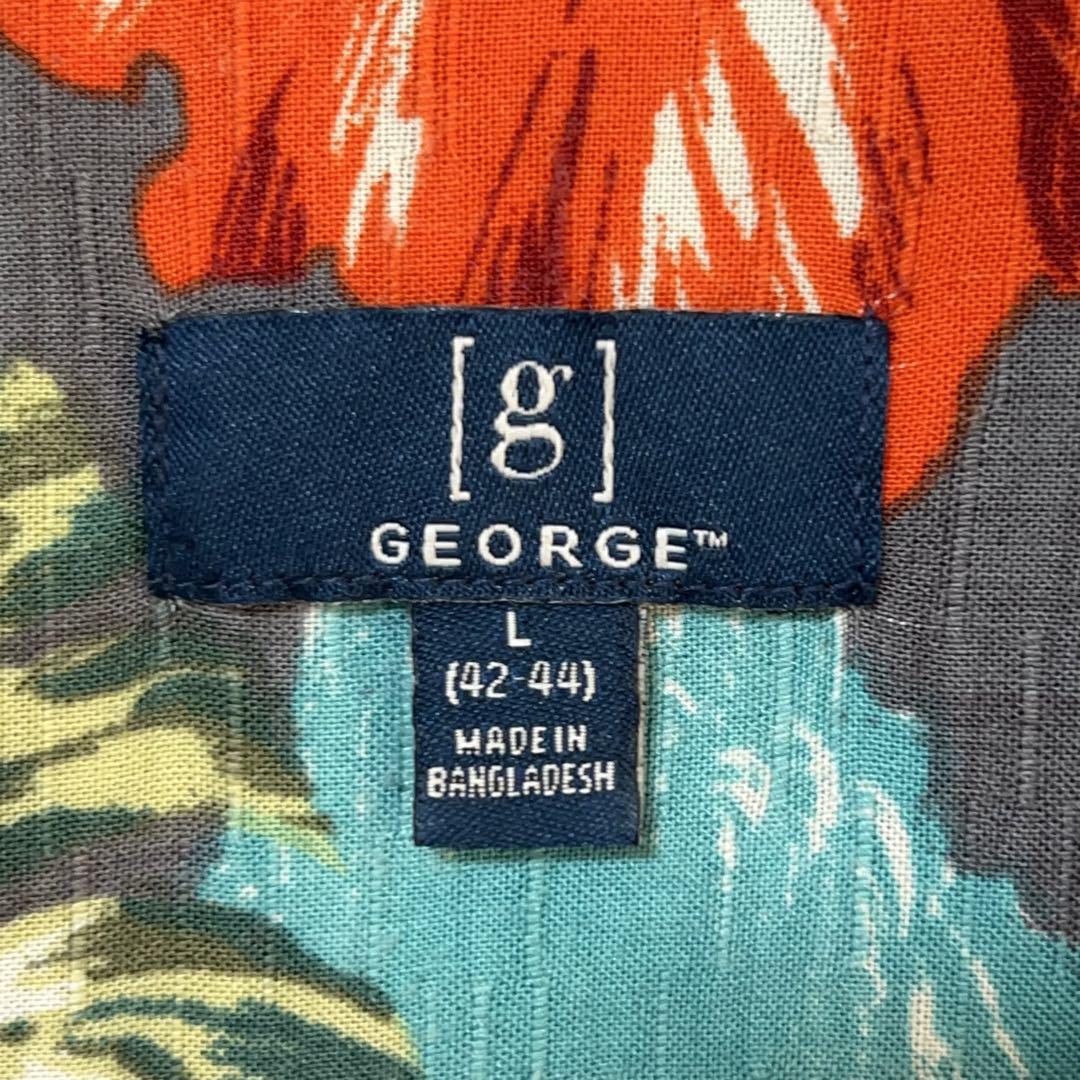 [g]
GEORGE™
L
(42-44)
MADE IN
BANGLADESH